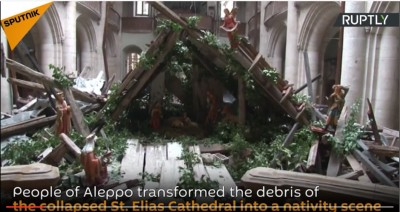 SPUTNIK
RUPTLY
People of Aleppo transformed the debris of
the collapsed St. Elias Cathedral into a nativity scene